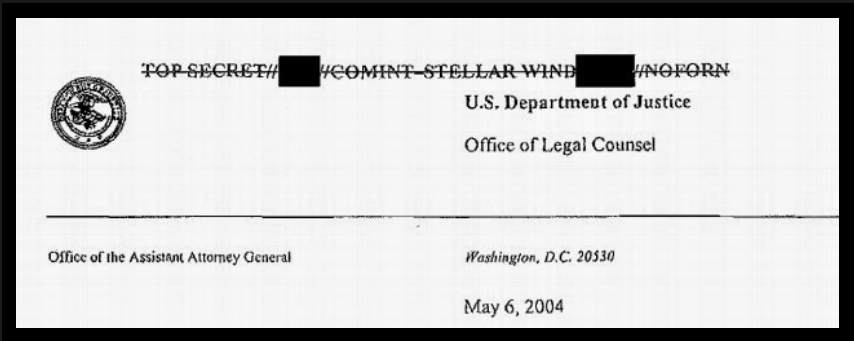 TOP SECRET////COMINT-STELLAR WIND//NOFORN
U.S. Department of Justice
Office of Legal Counsel
Office of the Assistant Attorney General
Washington, D.C. 20530
May 6, 2004